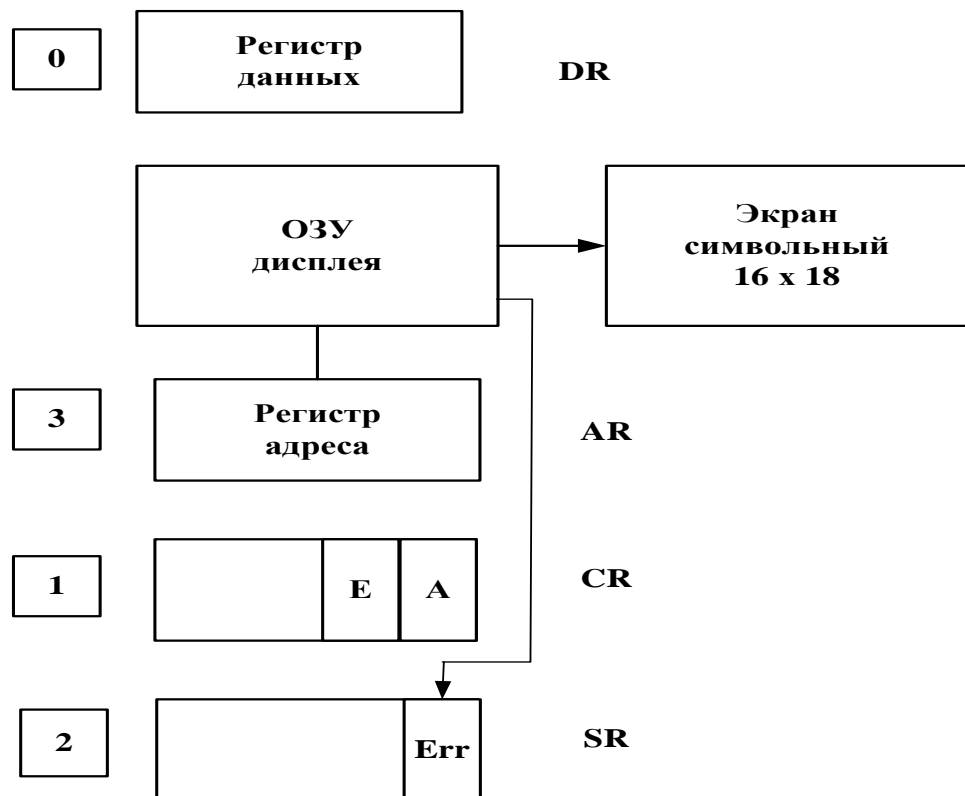 0
Регистр
данных
DR
ОЗУ
дисплея
Экран
символьный
16 x 18
3
Регистр
адреса
AR
1
E
A
CR
2
Err
SR